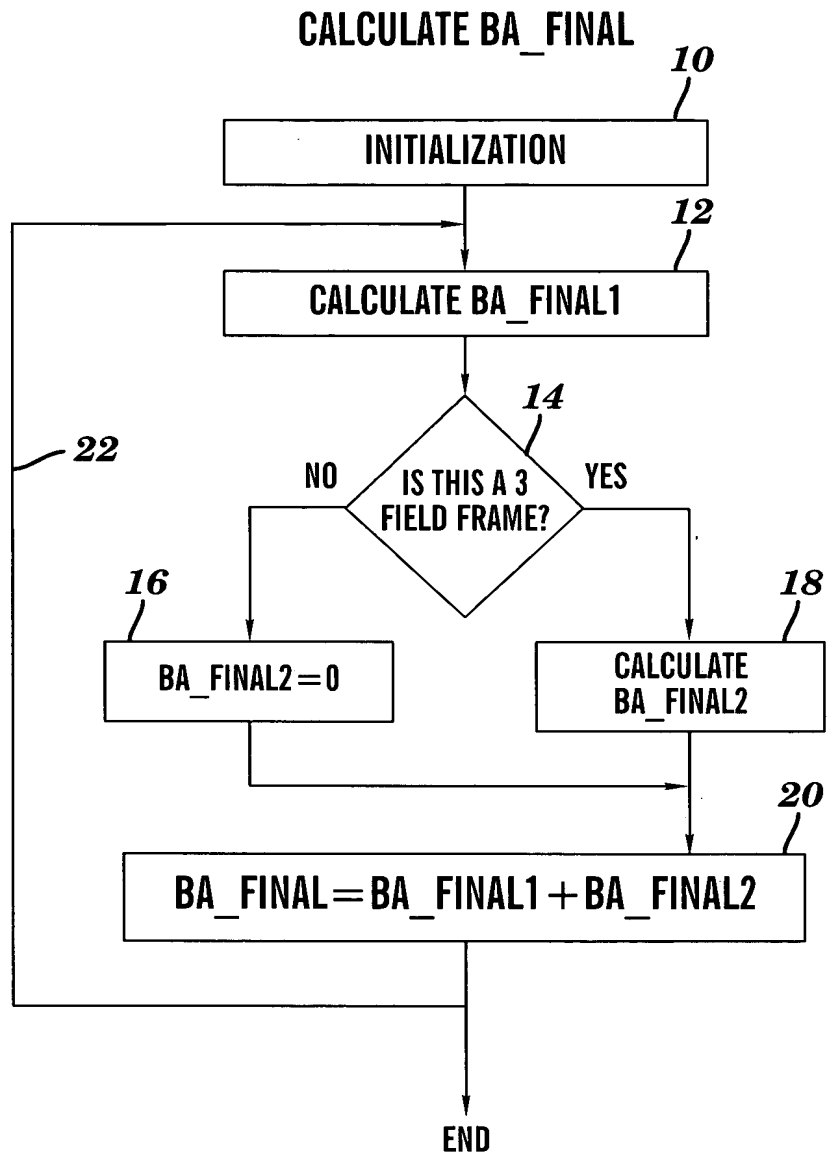 CALCULATE BA_FINAL
10
INITIALIZATION
12
CALCULATE BA_FINAL1
14
22
NO
IS THIS A 3
FIELD FRAME?
YES
16
18
BA_FINAL2=0
CALCULATE
BA_FINAL2
20
BA_FINAL=BA_FINAL1+BA_FINAL2
END